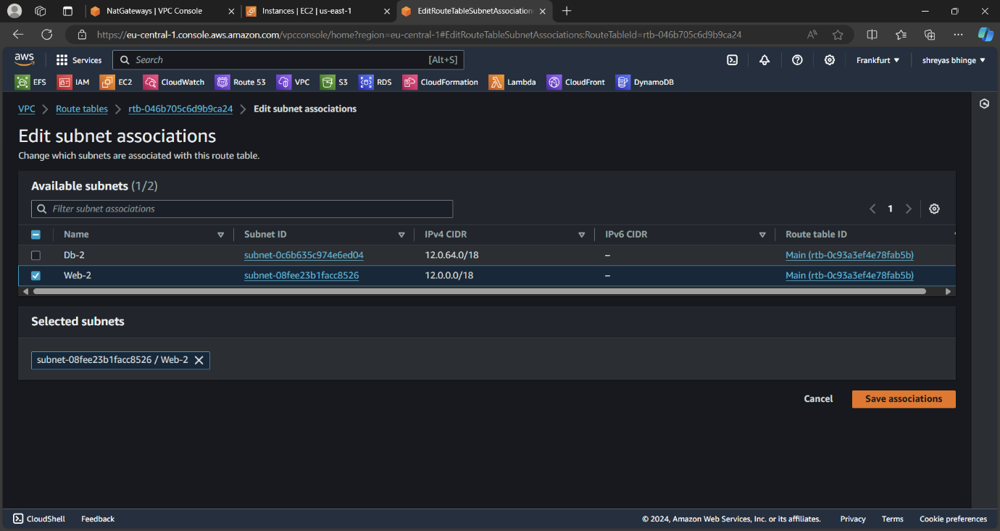 NatGateways | VPC Console
Instances | EC2 | us-east-1
EditRouteTableSubnetAssociation
https://eu-central-1.console.aws.amazon.com/vpcconsole/home?region=eu-central-1#EditRouteTableSubnetAssociations:RouteTableId=rtb-046b705c6d9b9ca24
aws Services Search [Alt+S] Frankfurt ▼ shreyas bhinge ▼
EFS IAM EC2 CloudWatch Route 53 VPC S3 RDS CloudFormation Lambda CloudFront DynamoDB
VPC > Route tables > rtb-046b705c6d9b9ca24 > Edit subnet associations
Edit subnet associations
Change which subnets are associated with this route table.
Available subnets (1/2)
Filter subnet associations
1
Name Subnet ID IPv4 CIDR IPv6 CIDR Route table ID
Db-2 subnet-0c6b635c974e6ed04 12.0.64.0/18 – Main (rtb-0c93a3ef4e78fab5b)
Web-2 subnet-08fee23b1facc8526 12.0.0.0/18 – Main (rtb-0c93a3ef4e78fab5b)
Selected subnets
subnet-08fee23b1facc8526 / Web-2
Cancel Save associations
CloudShell Feedback © 2024, Amazon Web Services, Inc. or its affiliates. Privacy Terms Cookie preferences